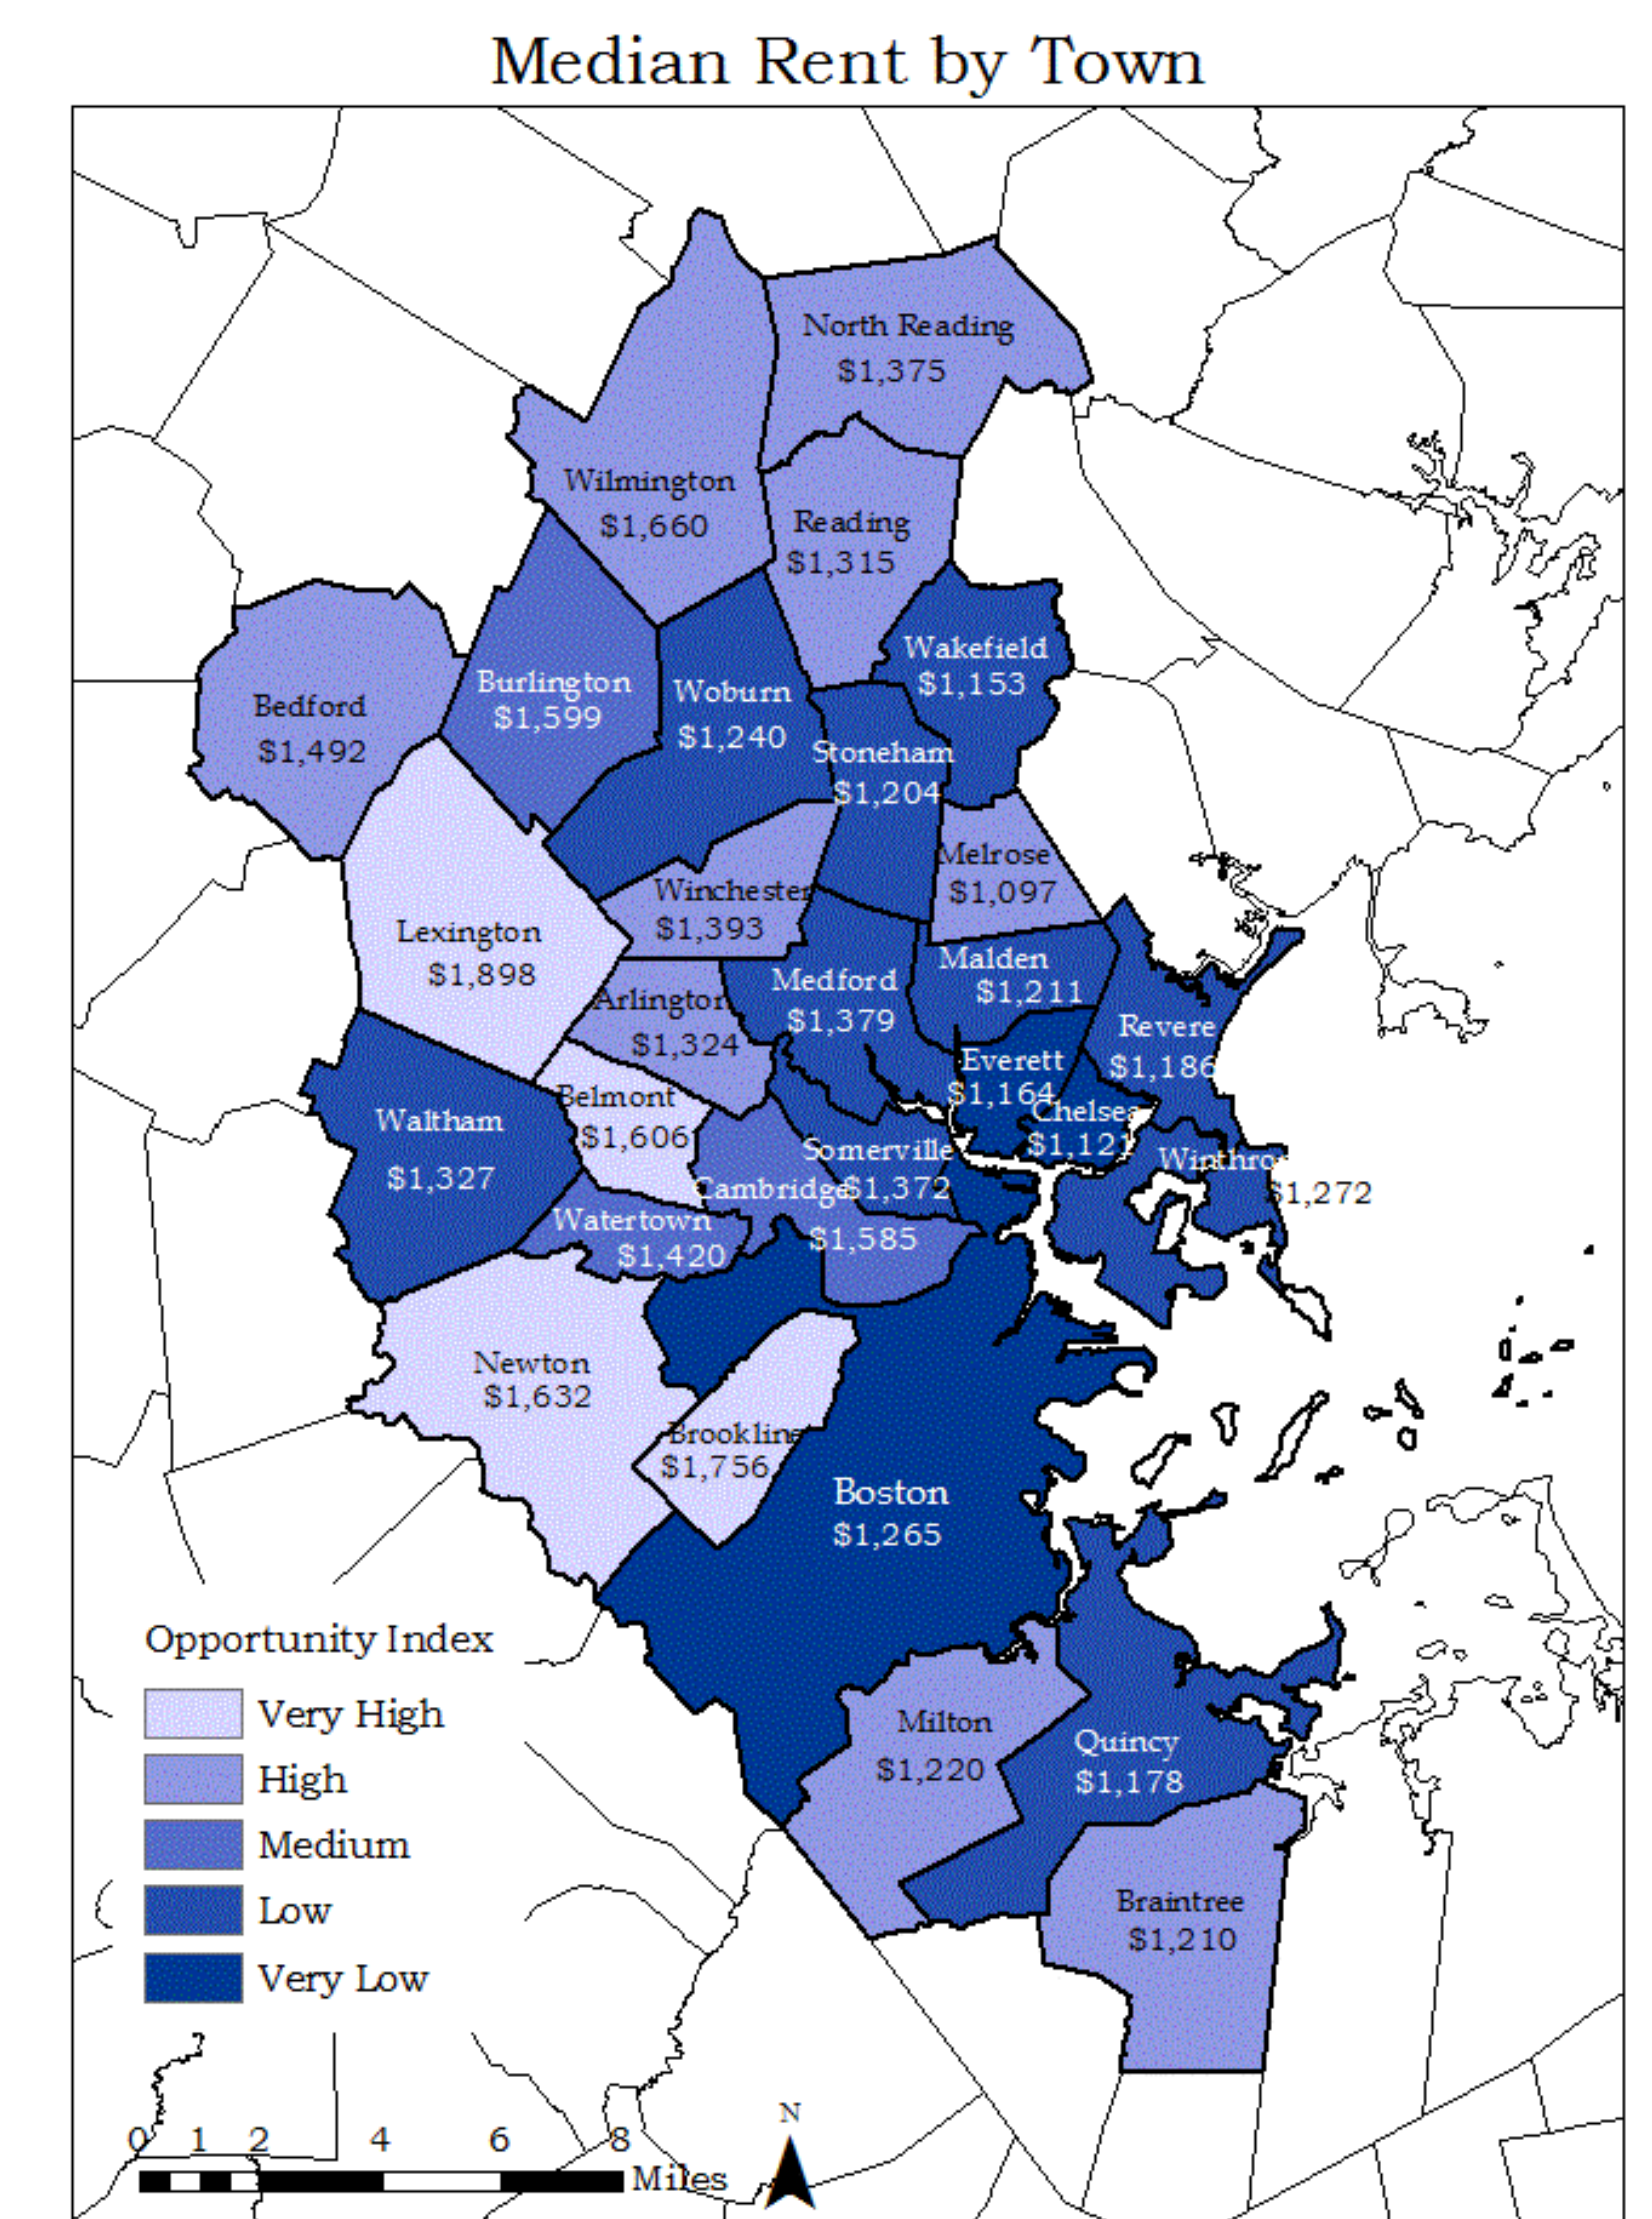 Median Rent by Town
North Reading
$1,375
Wilmington
$1,660
Reading
$1,315
Wakefield
$1,153
Burlington
$1,599
Woburn
$1,240
Bedford
$1,492
Stoneham
$1,204
Melrose
$1,097
Winchester
$1,393
Lexington
$1,898
Malden
$1,211
Medford
$1,379
Arlington
$1,324
Revere
$1,186
Everett
$1,164
Belmont
$1,606
Chelsea
$1,121
Waltham
$1,327
Somerville
$1,372
Winthro
$1,272
Cambridge
$1,585
Watertown
$1,420
Newton
$1,632
Brookline
$1,756
Boston
$1,265
Milton
$1,220
Quincy
$1,178
Braintree
$1,210
Opportunity Index
Very High
High
Medium
Low
Very Low
0 1 2 4 6 8
Miles
N